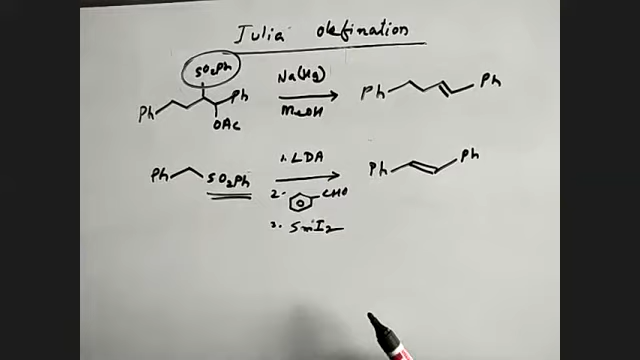 Julia olefination
SO2Ph
Ph Ph OAc
Na(Hg)
MeOH
Ph Ph
Ph SO2Ph
1. LDA
2. CHO
3. SmI2
Ph Ph